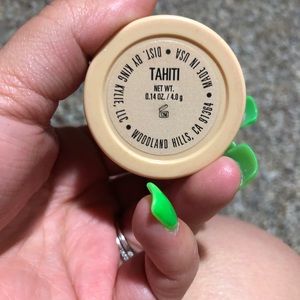 TAHITI
NET WT.
0.14 OZ. / 4.0 g
• MADE IN USA • DIST. BY KING KYLIE, LLC • WOODLAND HILLS, CA 91364